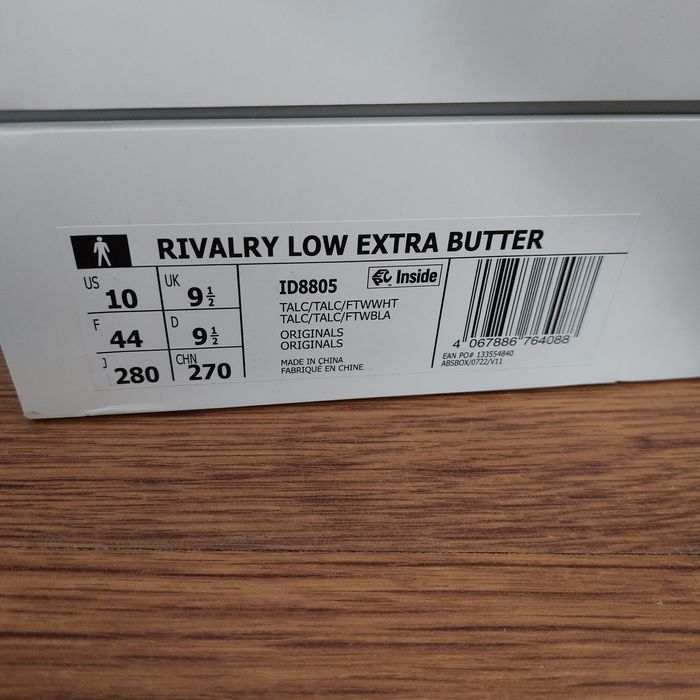 RIVALRY LOW EXTRA BUTTER
US 10 UK 9 1/2
F 44 D 9 1/2
J 280 CHN 270
ID8805
Inside
TALC/TALC/FTWWHT
TALC/TALC/FTWBLA
ORIGINALS
ORIGINALS
MADE IN CHINA
FABRIQUÉ EN CHINE
4 067886 764088
EAN PO# 133554840
ABSBOX/0722/V11